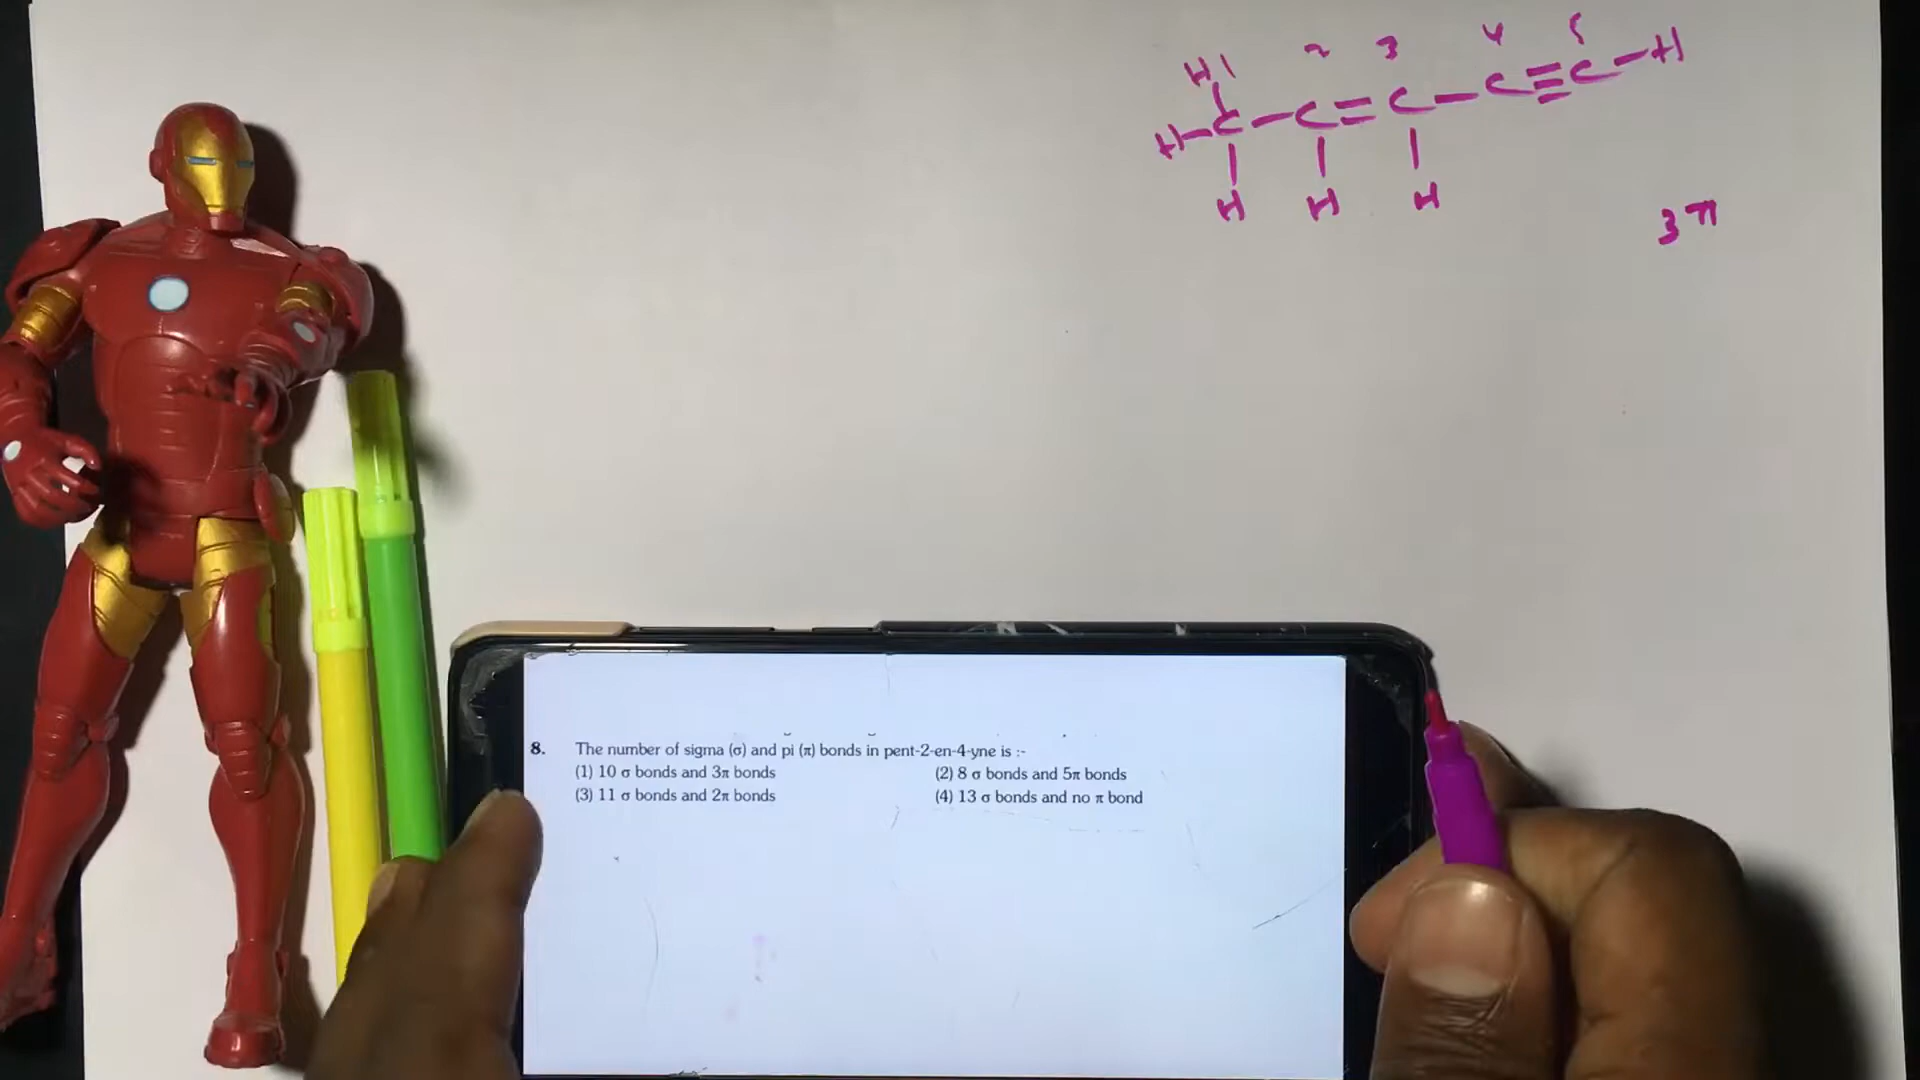 H 1 2 3 4 5
H-C-C=C-C≡C-H
H H H
3π
8. The number of sigma (σ) and pi (π) bonds in pent-2-en-4-yne is :-
(1) 10 σ bonds and 3π bonds (2) 8 σ bonds and 5π bonds
(3) 11 σ bonds and 2π bonds (4) 13 σ bonds and no π bond